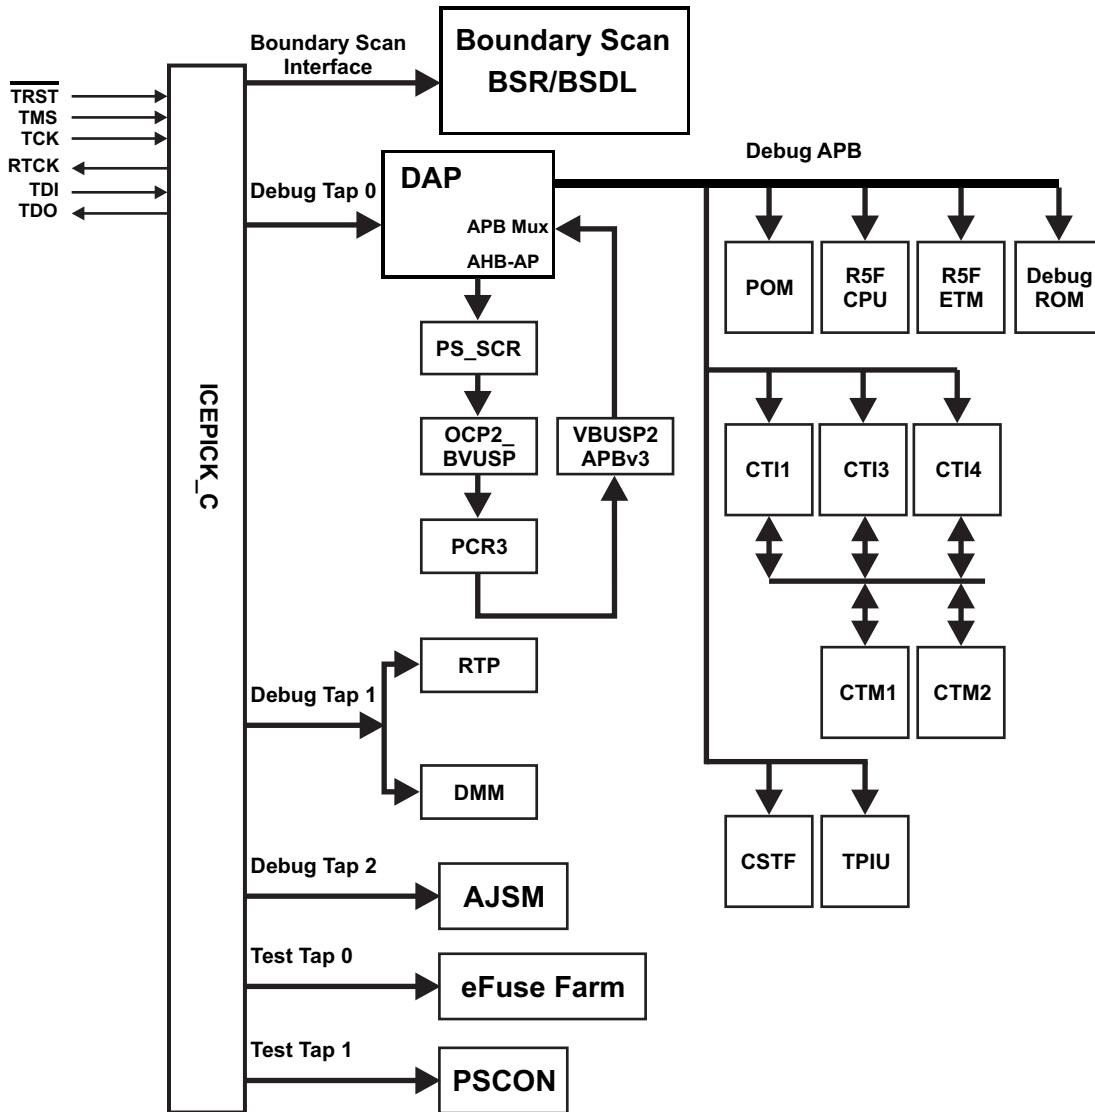 Boundary Scan
Interface
Boundary Scan
BSR/BSDL
TRST
TMS
TCK
RTCK
TDI
TDO
ICEPICK_C
Debug Tap 0
DAP
APB Mux
AHB-AP
Debug APB
POM
R5F
CPU
R5F
ETM
Debug
ROM
PS_SCR
OCP2_
BVUSP
VBUSP2
APBv3
PCR3
CTI1
CTI3
CTI4
CTM1
CTM2
Debug Tap 1
RTP
DMM
CSTF
TPIU
Debug Tap 2
AJSM
Test Tap 0
eFuse Farm
Test Tap 1
PSCON